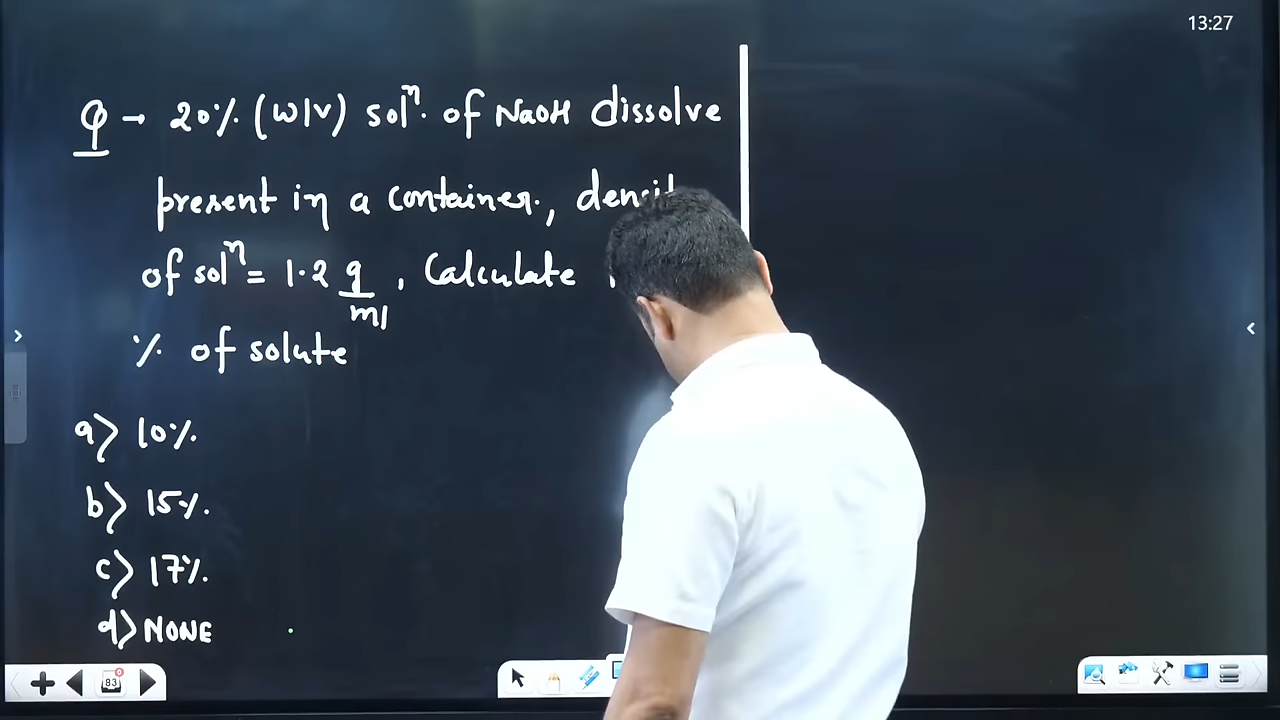 13:27
Q → 20% (W/V) solⁿ. of NaOH dissolve
present in a container.,
of solⁿ = 1.2 g/ml, Calculate
% of solute
a) 10%.
b) 15%.
c) 17%.
d) NONE
83